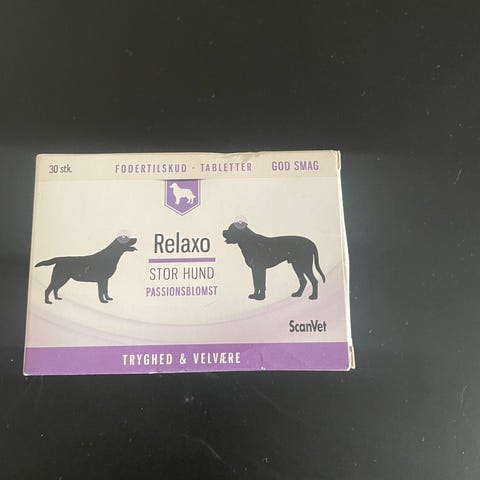 30 stk.
FODERTILSKUD · TABLETTER
GOD SMAG
Relaxo
STOR HUND
PASSIONSBLOMST
ScanVet
TRYGHED & VELVÆRE